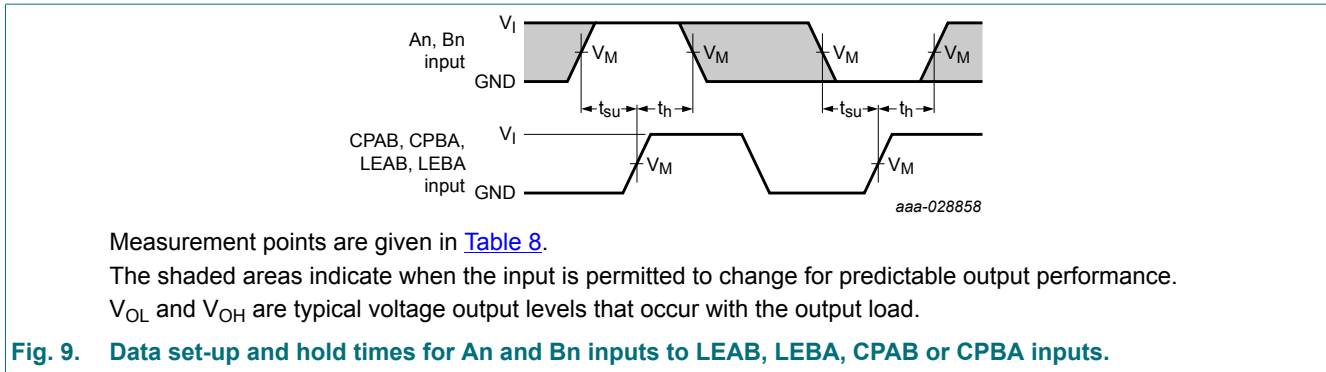 V_I
An, Bn
input
V_M V_M V_M V_M
GND
t_su t_h t_su t_h
V_I
CPAB, CPBA,
LEAB, LEBA
input
V_M V_M
GND
aaa-028858
Measurement points are given in Table 8.
The shaded areas indicate when the input is permitted to change for predictable output performance.
V_OL and V_OH are typical voltage output levels that occur with the output load.
Fig. 9. Data set-up and hold times for An and Bn inputs to LEAB, LEBA, CPAB or CPBA inputs.